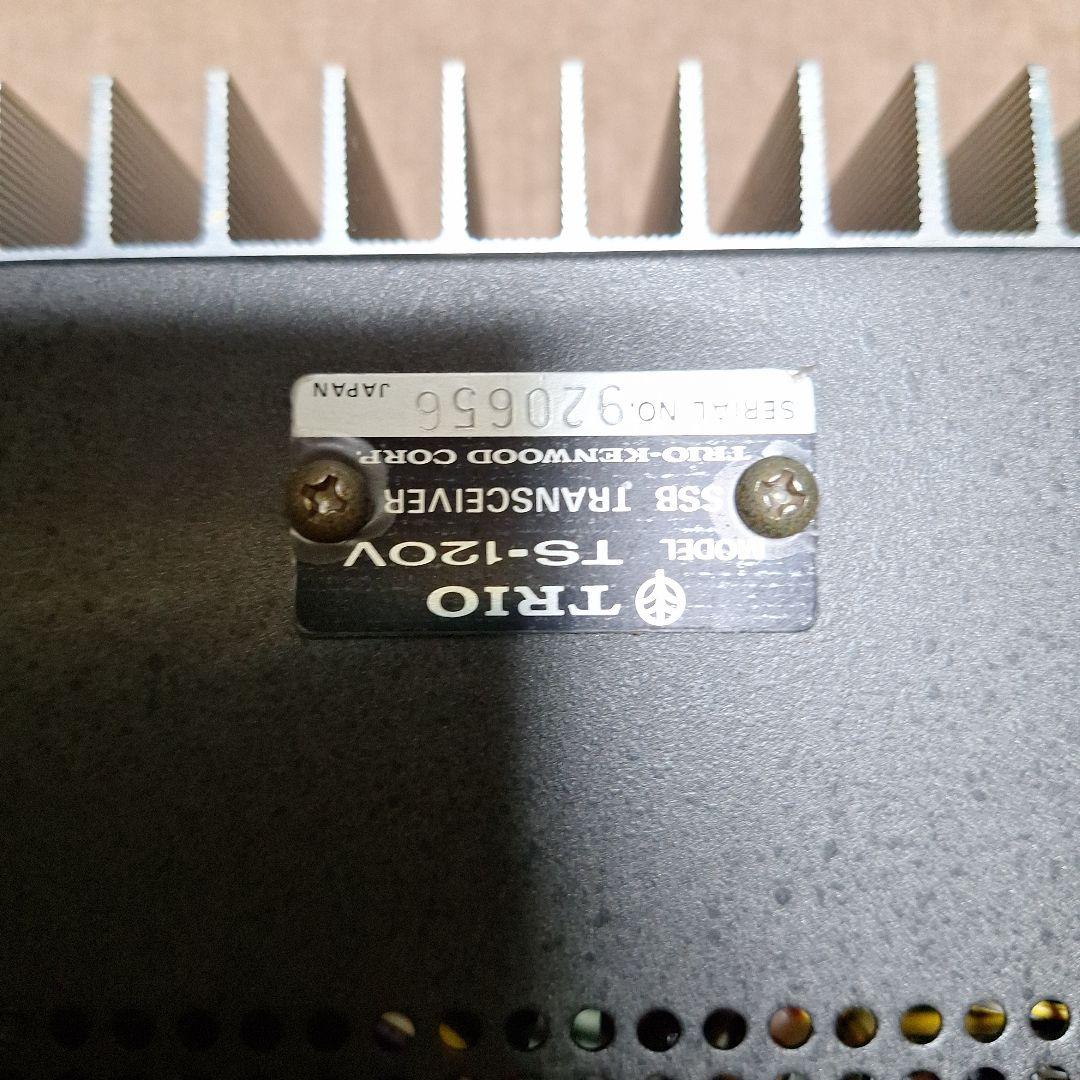 TRIO
MODEL TS-120V
SSB TRANSCEIVER
TRIO-KENWOOD CORP.
SERIAL NO. 920656 JAPAN